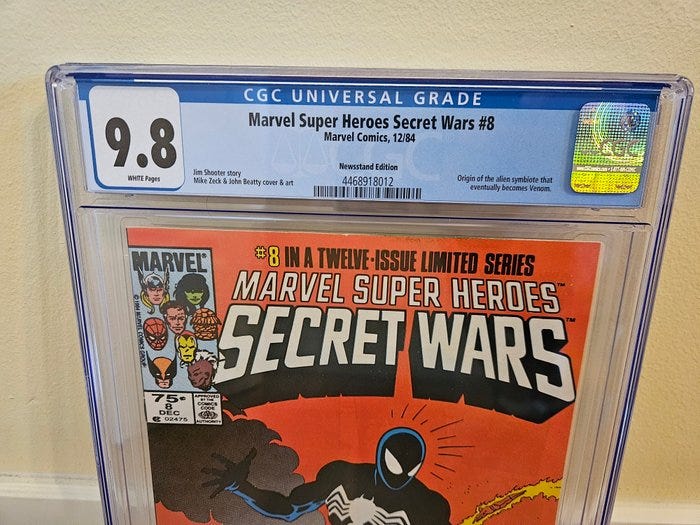 CGC UNIVERSAL GRADE
9.8
WHITE Pages
Marvel Super Heroes Secret Wars #8
Marvel Comics, 12/84
Newsstand Edition
Jim Shooter story
Mike Zeck & John Beatty cover & art
4468918012
Origin of the alien symbiote that
eventually becomes Venom.
MARVEL®
#8 IN A TWELVE-ISSUE LIMITED SERIES
MARVEL SUPER HEROES™
SECRET WARS™
75¢
8
DEC
02475
APPROVED
BY THE
COMICS
CODE
AUTHORITY